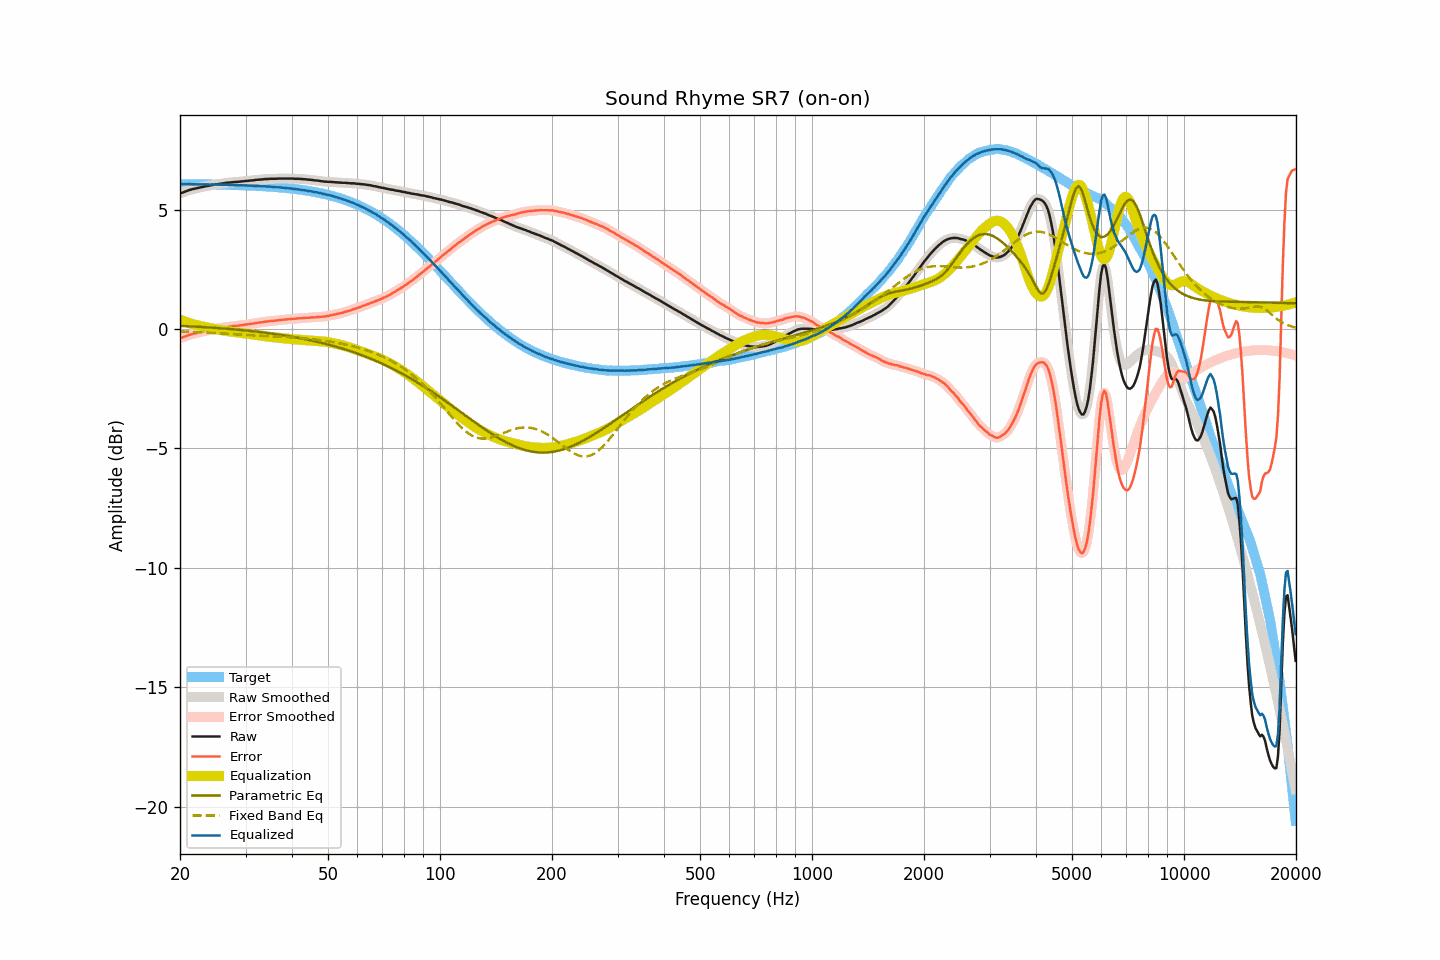 Sound Rhyme SR7 (on-on)
Amplitude (dBr)
5
0
−5
−10
−15
−20
Target
Raw Smoothed
Error Smoothed
Raw
Error
Equalization
Parametric Eq
Fixed Band Eq
Equalized
20 50 100 200 500 1000 2000 5000 10000 20000
Frequency (Hz)